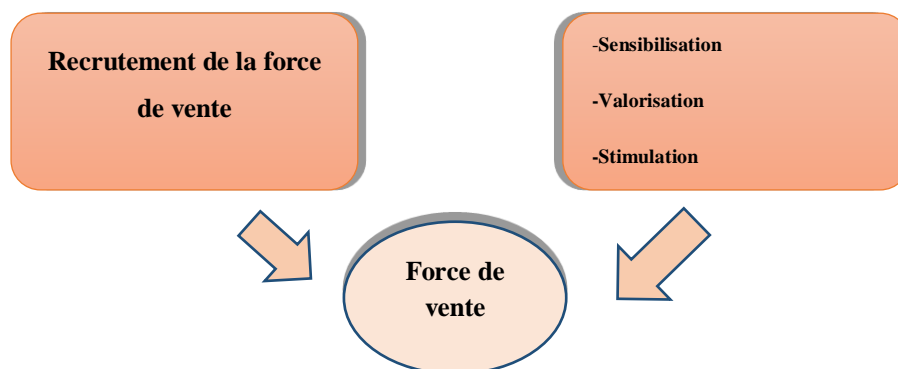 Recrutement de la force
de vente
-Sensibilisation
-Valorisation
-Stimulation
Force de
vente